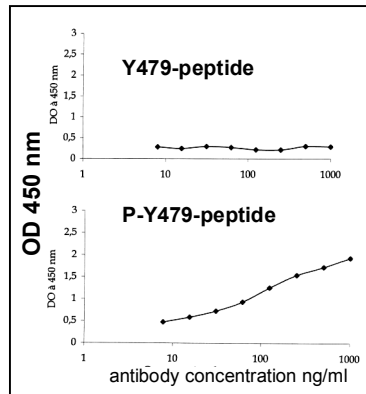 OD 450 nm
Y479-peptide
DO à 450 nm
3
2,5
2
1,5
1
0,5
0
1 10 100 1000
P-Y479-peptide
DO à 450 nm
3
2,5
2
1,5
1
0,5
0
1 10 100 1000
antibody concentration ng/ml